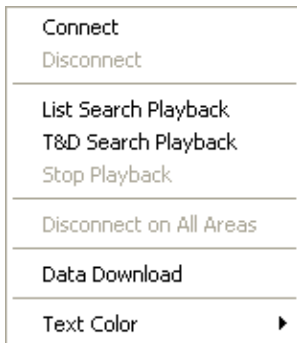 Connect
Disconnect
List Search Playback
T&D Search Playback
Stop Playback
Disconnect on All Areas
Data Download
Text Color